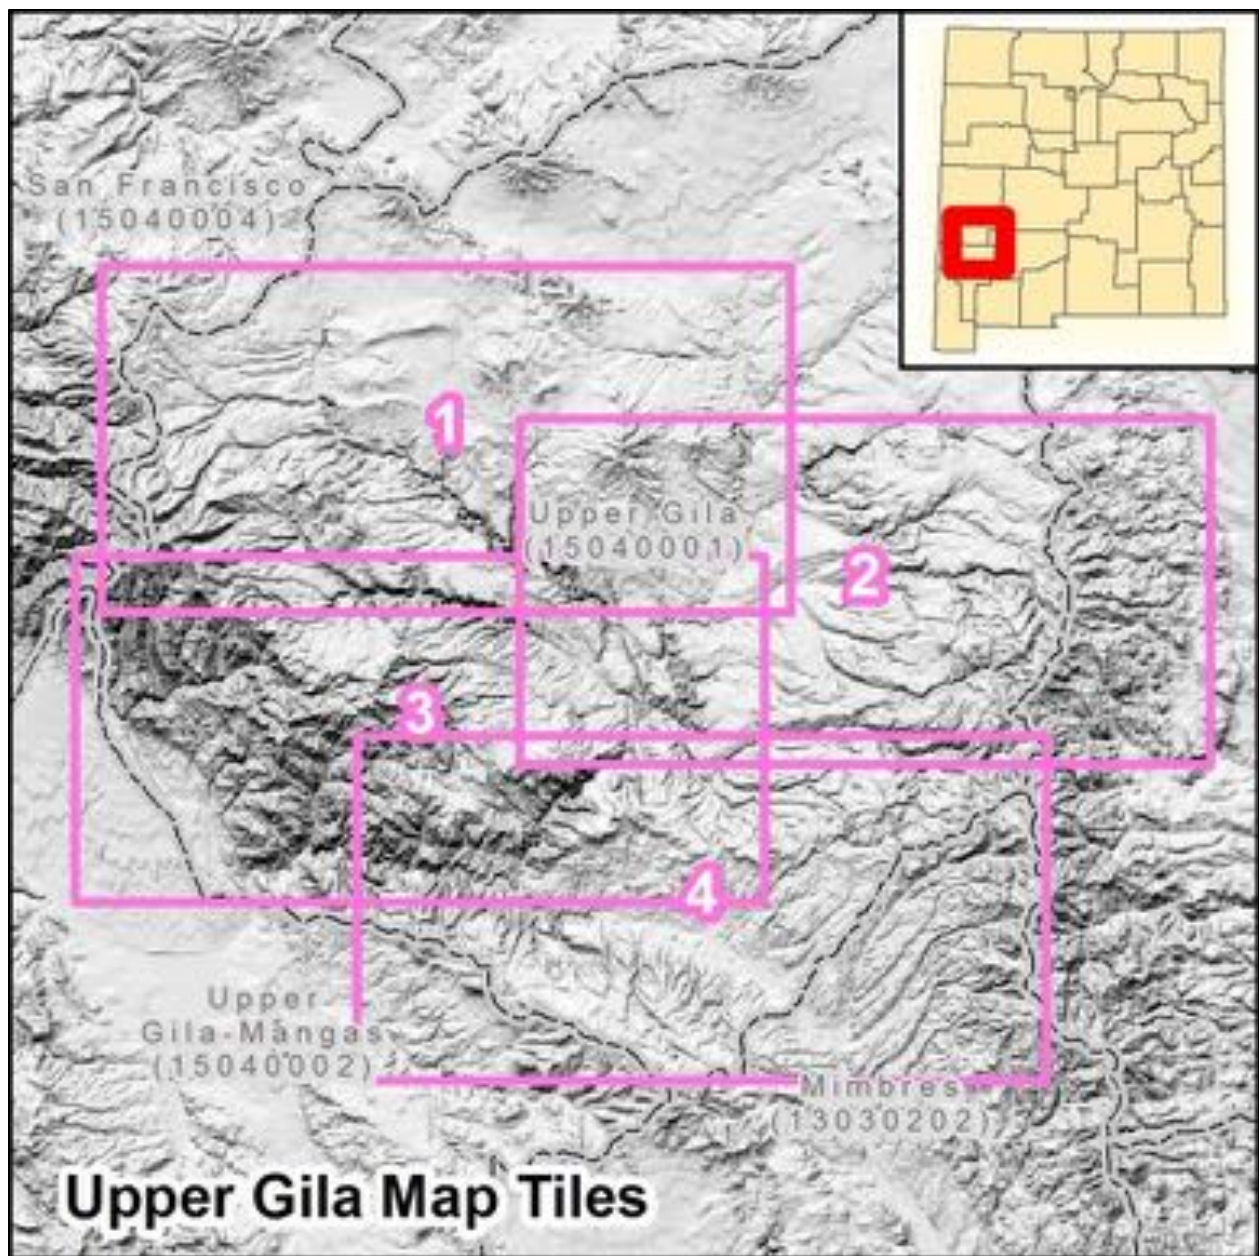 San Francisco
(15040004)
1
Upper Gila
(15040001)
2
3
4
Upper
Gila-Mangas
(15040002)
Mimbres
(13030202)
Upper Gila Map Tiles